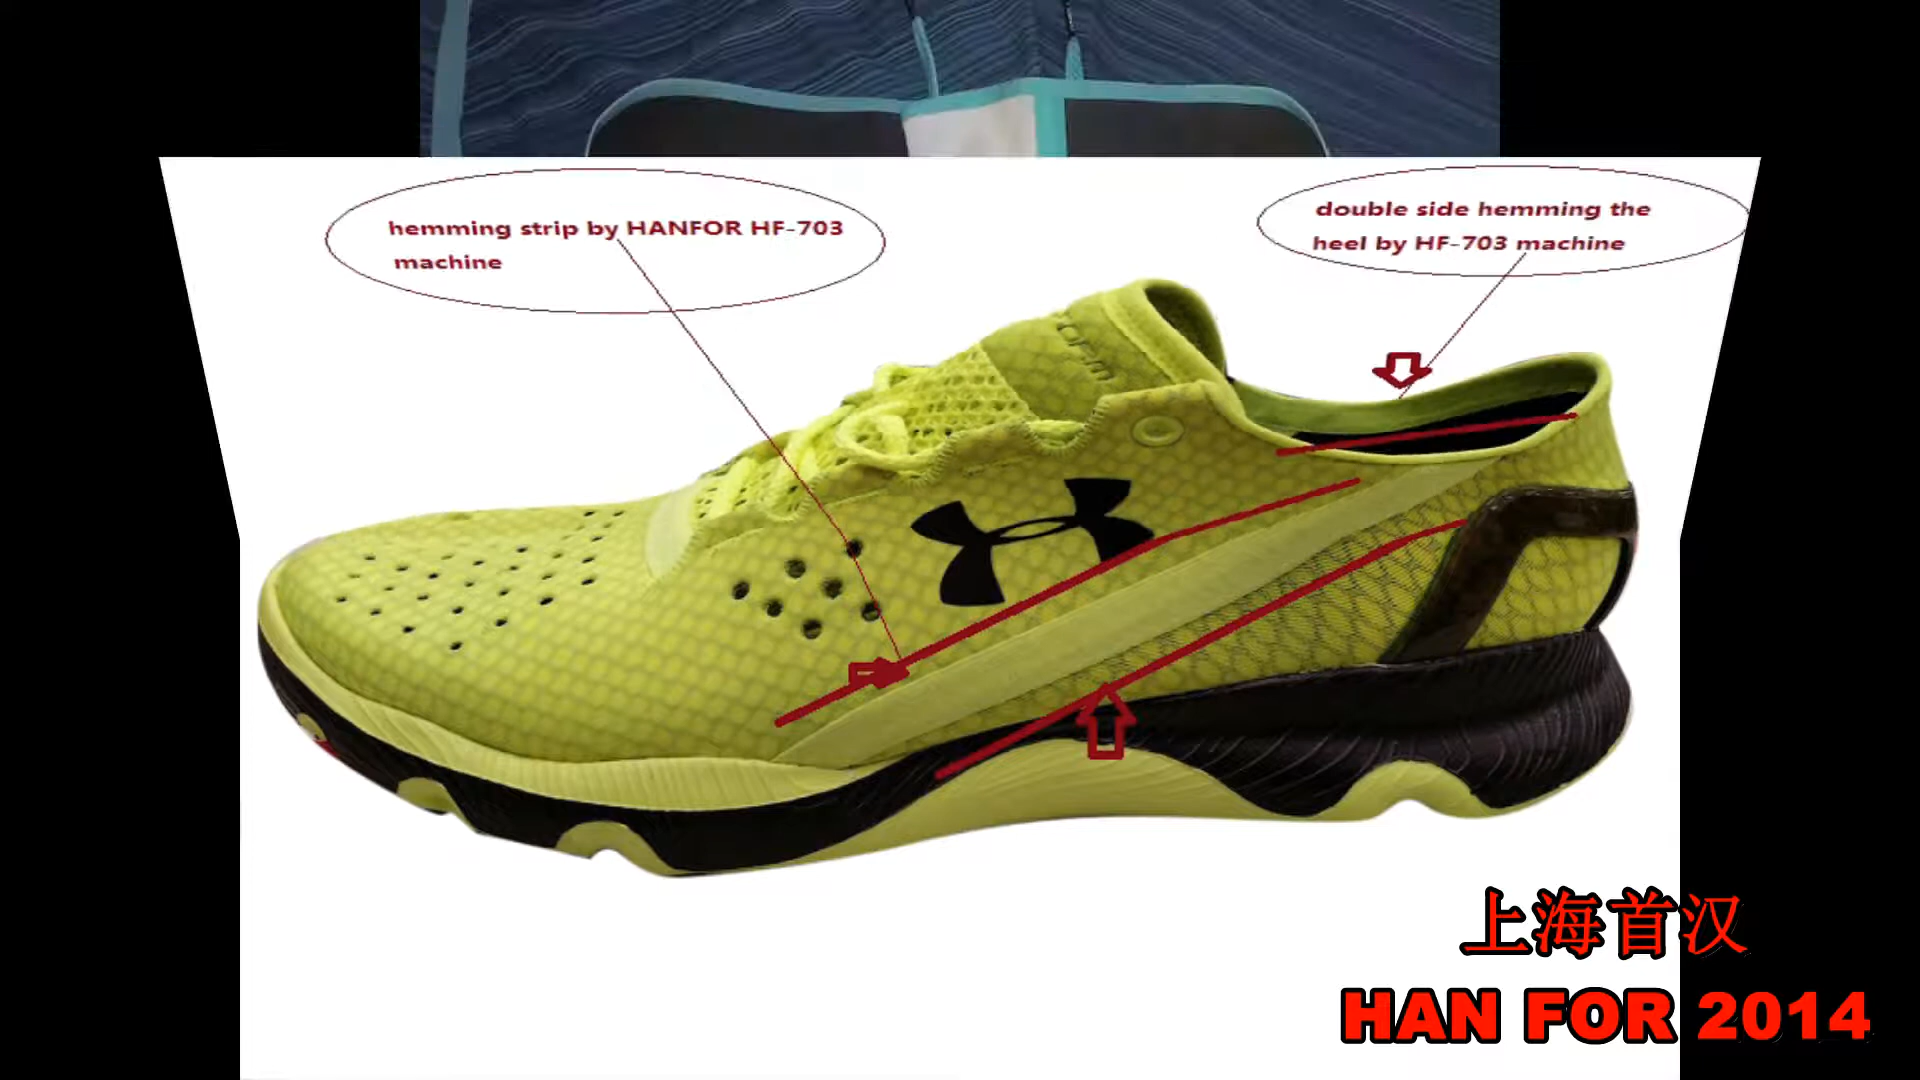 hemming strip by HANFOR HF-703
machine
double side hemming the
heel by HF-703 machine
上海首汉
HAN FOR 2014